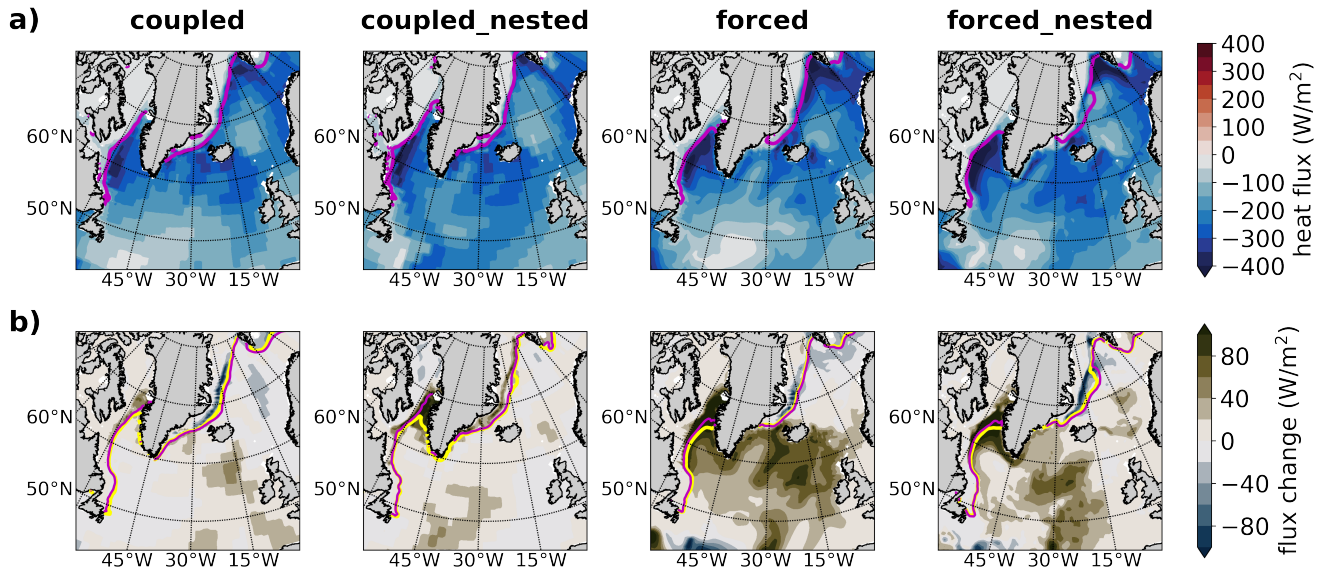 a)
coupled
coupled_nested
forced
forced_nested
60°N
60°N
60°N
60°N
50°N
50°N
50°N
50°N
45°W 30°W 15°W
45°W 30°W 15°W
45°W 30°W 15°W
45°W 30°W 15°W
400
300
200
100
0
−100
−200
−300
−400
heat flux (W/m²)
b)
60°N
60°N
60°N
60°N
50°N
50°N
50°N
50°N
45°W 30°W 15°W
45°W 30°W 15°W
45°W 30°W 15°W
45°W 30°W 15°W
80
40
0
−40
−80
flux change (W/m²)